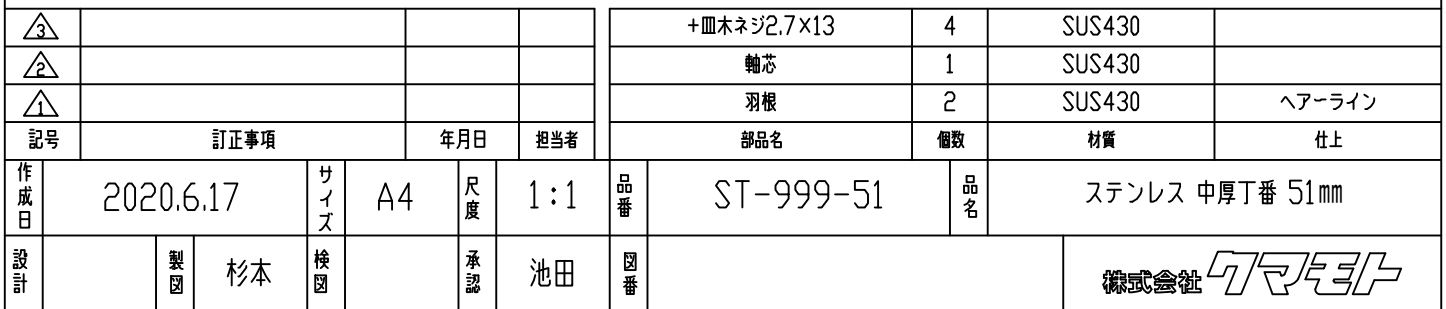 3 +皿木ネジ2.7×13 4 SUS430
2 軸芯 1 SUS430
1 羽根 2 SUS430 ヘアーライン
記号 訂正事項 年月日 担当者 部品名 個数 材質 仕上
作成日 2020.6.17 サイズ A4 尺度 1:1 品番 ST-999-51 品名 ステンレス 中厚丁番 51mm
設計 製図 杉本 検図 承認 池田 図番 株式会社クマモト